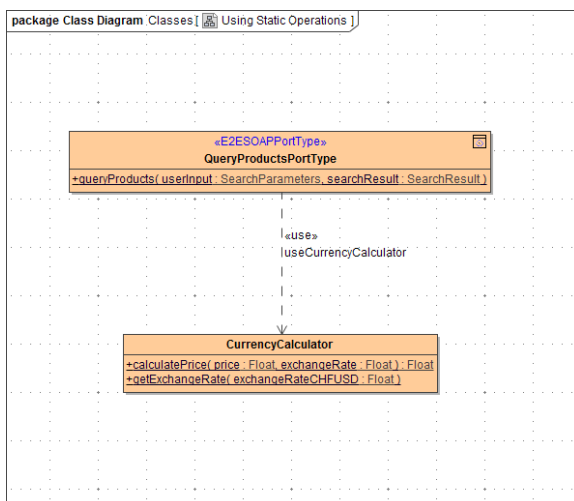 package Class Diagram Classes [ Using Static Operations ]
«E2ESOAPPortType»
QueryProductsPortType
+queryProducts( userInput : SearchParameters, searchResult : SearchResult )
«use»
useCurrencyCalculator
CurrencyCalculator
+calculatePrice( price : Float, exchangeRate : Float ) : Float
+getExchangeRate( exchangeRateCHFUSD : Float )